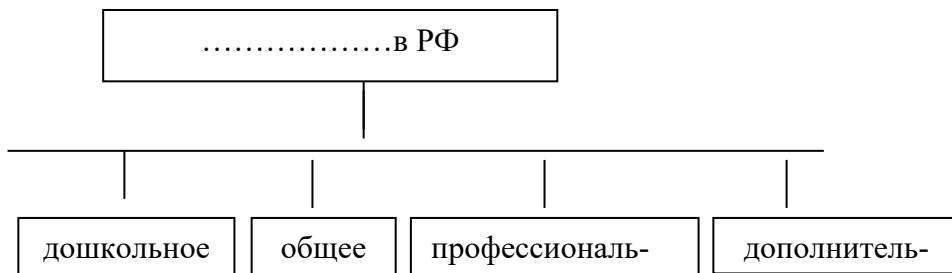 ………………в РФ
дошкольное
общее
профессиональ-
дополнитель-